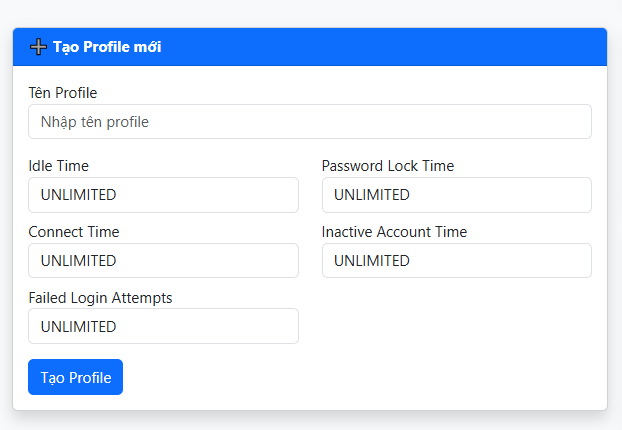 ➕ Tạo Profile mới
Tên Profile
Nhập tên profile
Idle Time
Password Lock Time
UNLIMITED
UNLIMITED
Connect Time
Inactive Account Time
UNLIMITED
UNLIMITED
Failed Login Attempts
UNLIMITED
Tạo Profile